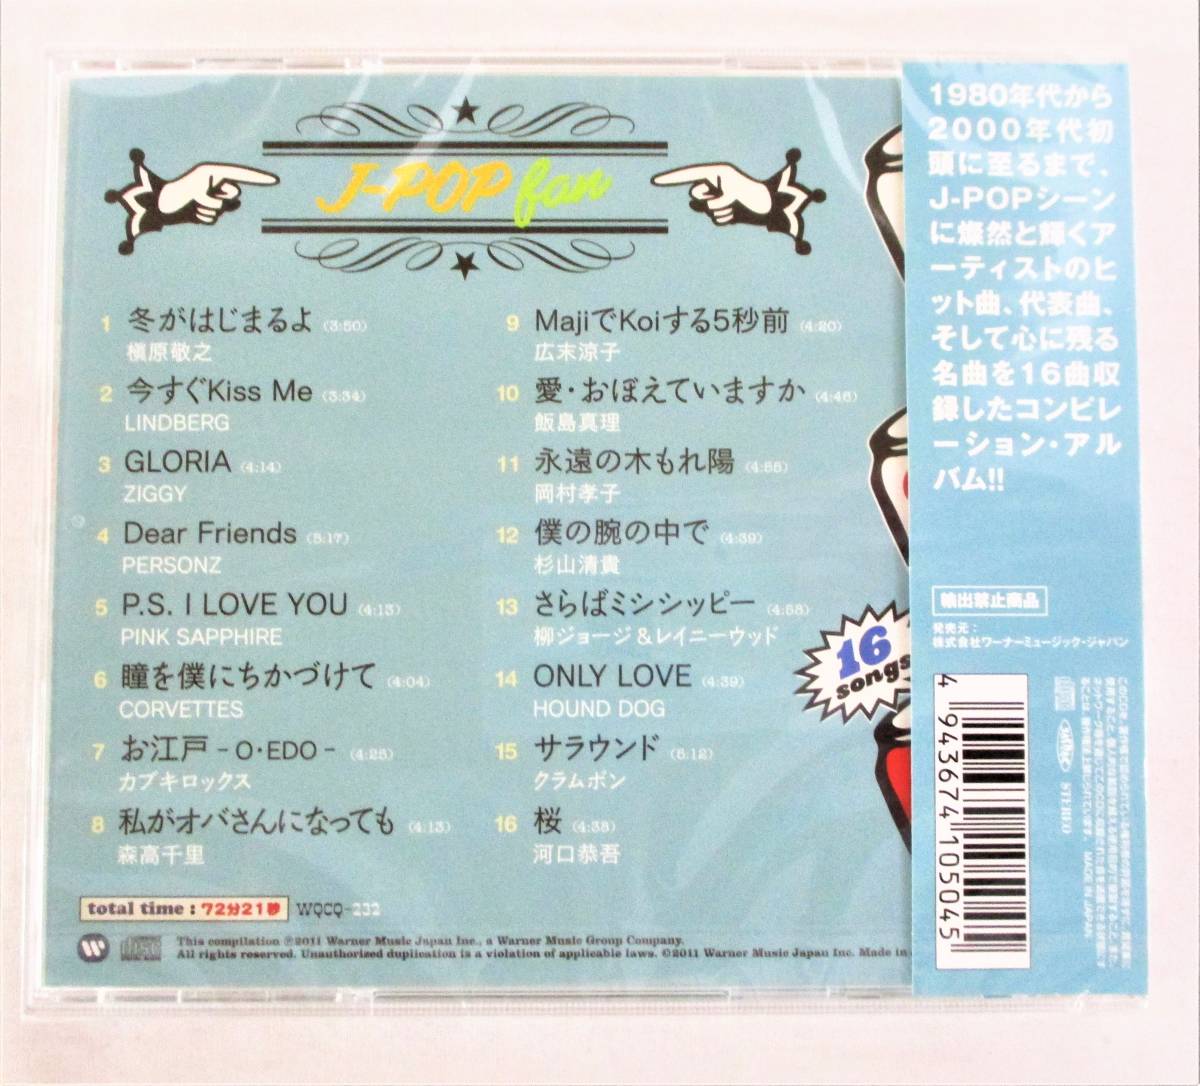 J-POP fan
1 冬がはじまるよ (3:50)
槇原敬之
2 今すぐKiss Me (3:34)
LINDBERG
3 GLORIA (4:14)
ZIGGY
4 Dear Friends (5:17)
PERSONZ
5 P.S. I LOVE YOU (4:13)
PINK SAPPHIRE
6 瞳を僕にちかづけて (4:04)
CORVETTES
7 お江戸 - O・EDO - (4:25)
カブキロックス
8 私がオバさんになっても (4:13)
森高千里
9 MajiでKoiする5秒前 (4:20)
広末涼子
10 愛・おぼえていますか (4:46)
飯島真理
11 永遠の木もれ陽 (4:55)
岡村孝子
12 僕の腕の中で (4:39)
杉山清貴
13 さらばミシシッピー (4:58)
柳ジョージ&レイニーウッド
14 ONLY LOVE (4:39)
HOUND DOG
15 サラウンド (5:12)
クラムボン
16 桜 (4:38)
河口恭吾
16
songs
total time : 72分21秒 WQCQ-232
This compilation ℗2011 Warner Music Japan Inc., a Warner Music Group Company.
All rights reserved. Unauthorized duplication is a violation of applicable laws. ©2011 Warner Music Japan Inc. Made in
1980年代から
2000年代初
頭に至るまで、
J-POPシーン
に燦然と輝くア
ーティストのヒ
ット曲、代表曲、
そして心に残る
名曲を16曲収
録したコンピレ
ーション・アル
バム!!
輸出禁止商品
発売元：
株式会社ワーナーミュージック・ジャパン
4 943674 105045
STEREO
MADE IN JAPAN